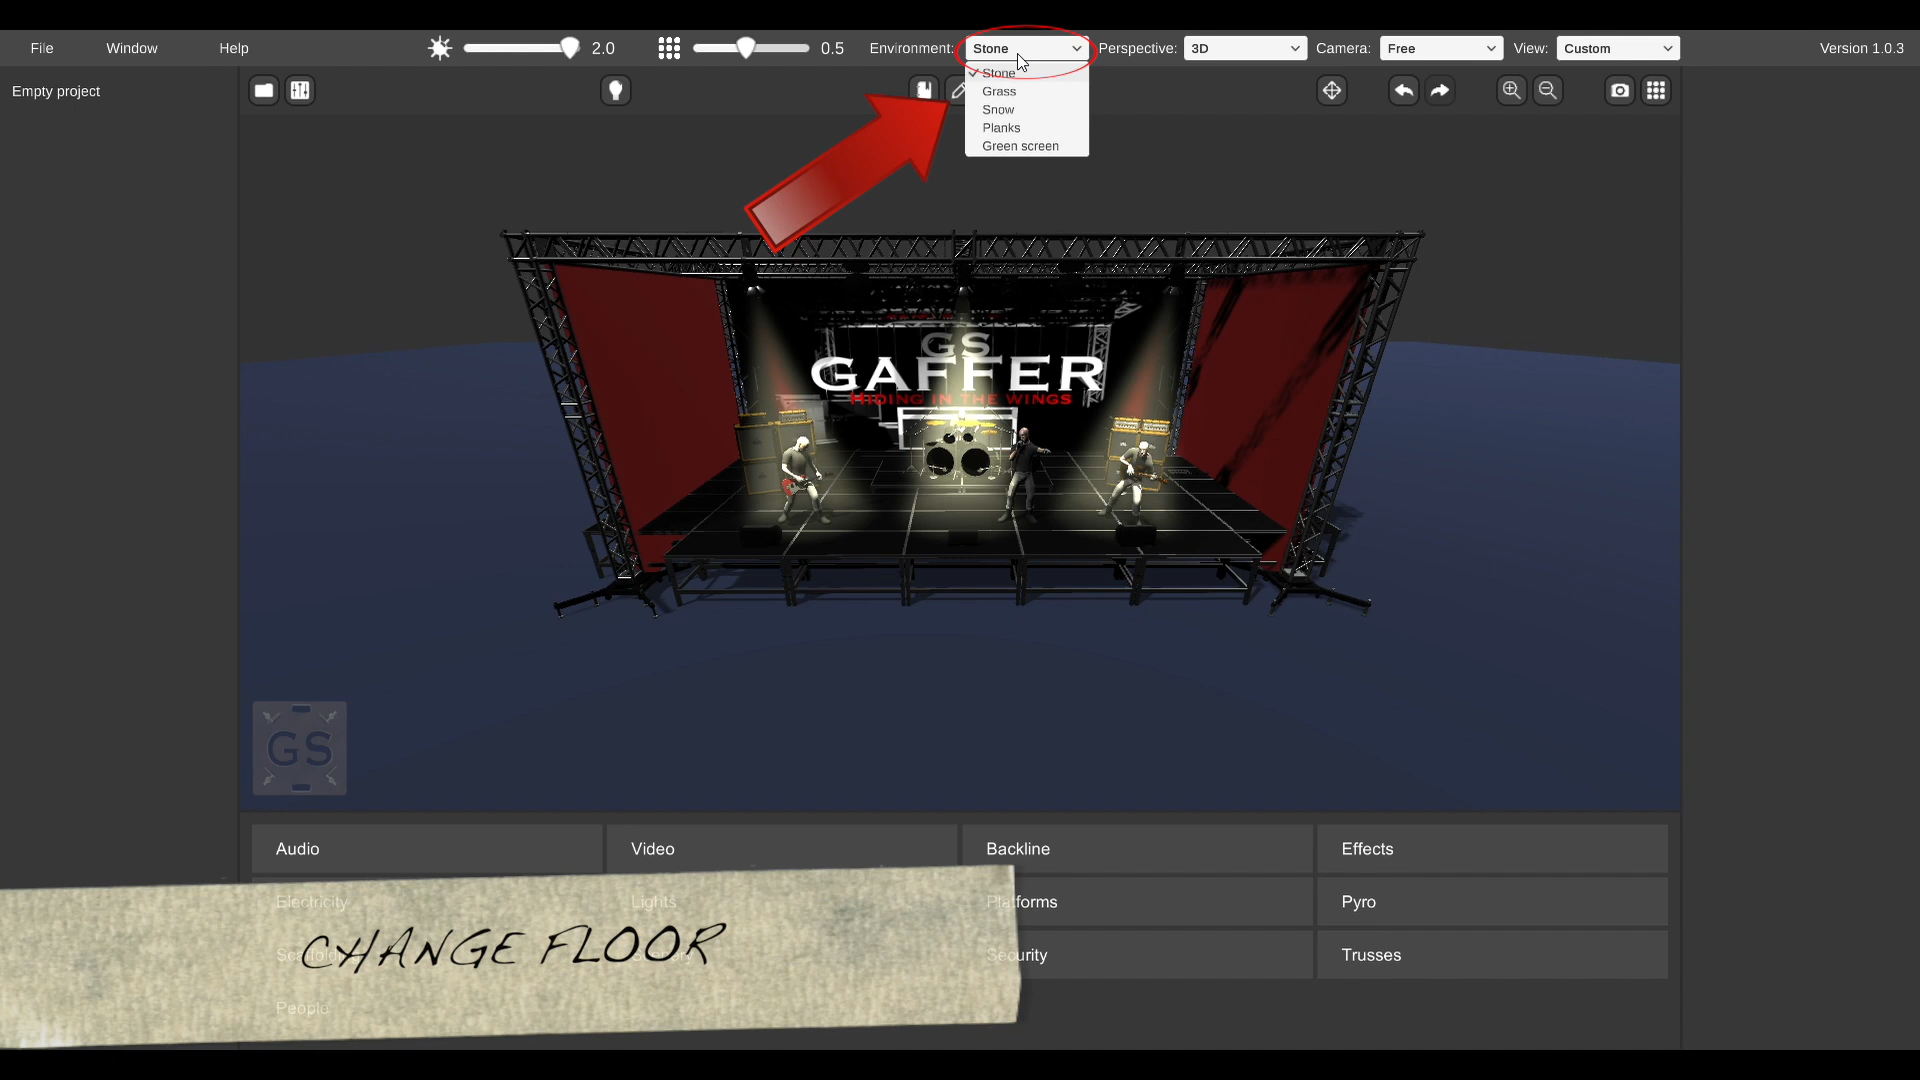 File Window Help 2.0 0.5 Environment: Stone Perspective: 3D Camera: Free View: Custom Version 1.0.3
Stone
Grass
Snow
Planks
Green screen
Empty project
GS
GAFFER
HIDING IN THE WINGS
GS
Audio Video Backline Effects
Electricity Lights Platforms Pyro
Security Trusses
People
CHANGE FLOOR